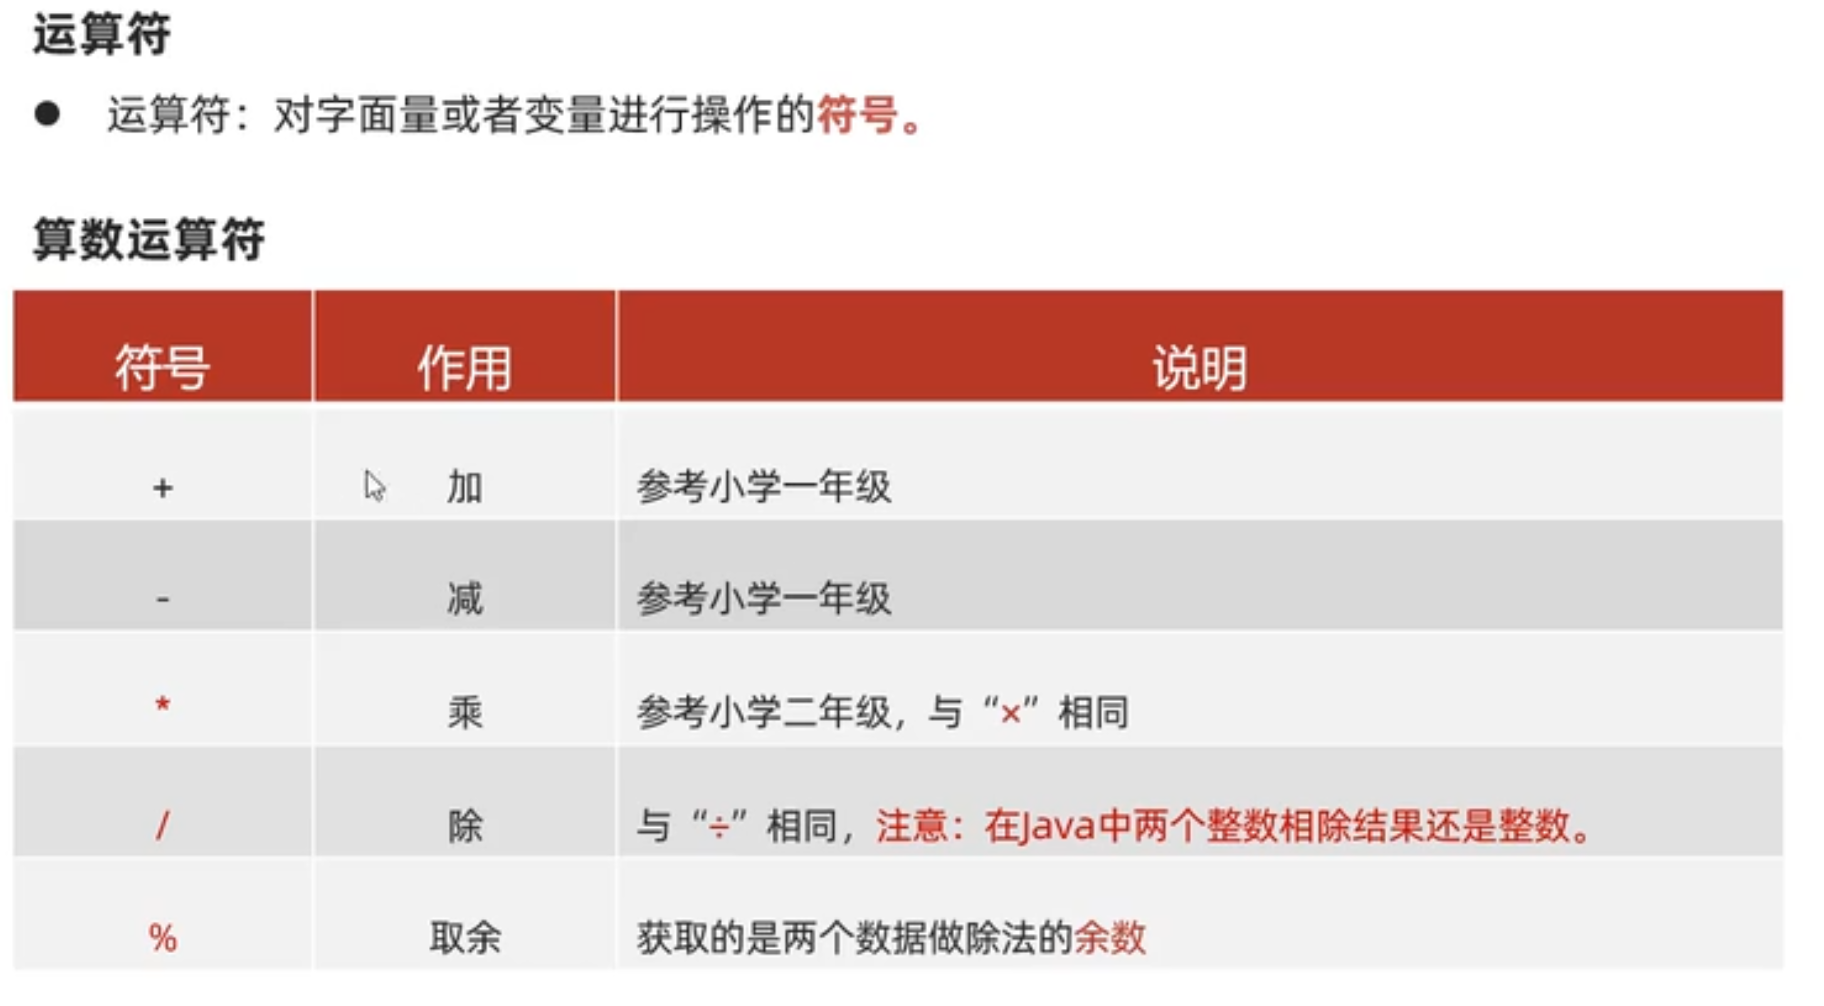 运算符
● 运算符：对字面量或者变量进行操作的符号。
算数运算符
符号 作用 说明
+ 加 参考小学一年级
- 减 参考小学一年级
* 乘 参考小学二年级，与“×”相同
/ 除 与“÷”相同，注意：在Java中两个整数相除结果还是整数。
% 取余 获取的是两个数据做除法的余数